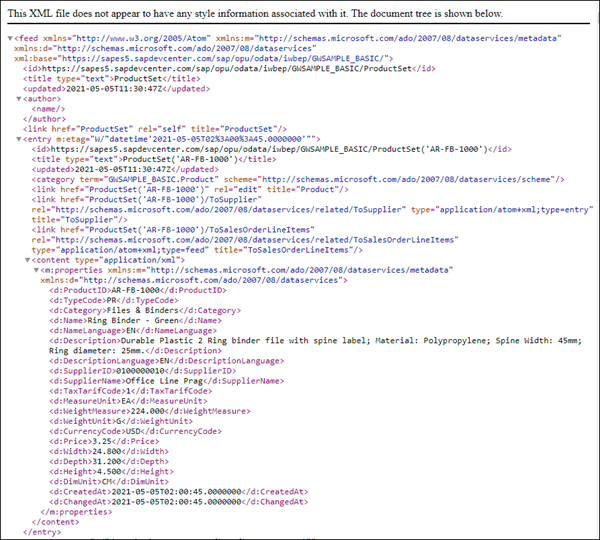 This XML file does not appear to have any style information associated with it. The document tree is shown below.
▼<feed xmlns="http://www.w3.org/2005/Atom" xmlns:m="http://schemas.microsoft.com/ado/2007/08/dataservices/metadata"
xmlns:d="http://schemas.microsoft.com/ado/2007/08/dataservices"
xml:base="https://sapes5.sapdevcenter.com/sap/opu/odata/iwbep/GWSAMPLE_BASIC/">
<id>https://sapes5.sapdevcenter.com/sap/opu/odata/iwbep/GWSAMPLE_BASIC/ProductSet</id>
<title type="text">ProductSet</title>
<updated>2021-05-05T11:30:47Z</updated>
▼<author>
<name/>
</author>
<link href="ProductSet" rel="self" title="ProductSet"/>
▼<entry m:etag="W/"datetime'2021-05-05T02%3A00%3A45.0000000'"">
<id>https://sapes5.sapdevcenter.com/sap/opu/odata/iwbep/GWSAMPLE_BASIC/ProductSet('AR-FB-1000')</id>
<title type="text">ProductSet('AR-FB-1000')</title>
<updated>2021-05-05T11:30:47Z</updated>
<category term="GWSAMPLE_BASIC.Product" scheme="http://schemas.microsoft.com/ado/2007/08/dataservices/scheme"/>
<link href="ProductSet('AR-FB-1000')" rel="edit" title="Product"/>
<link href="ProductSet('AR-FB-1000')/ToSupplier"
rel="http://schemas.microsoft.com/ado/2007/08/dataservices/related/ToSupplier" type="application/atom+xml;type=entry"
title="ToSupplier"/>
<link href="ProductSet('AR-FB-1000')/ToSalesOrderLineItems"
rel="http://schemas.microsoft.com/ado/2007/08/dataservices/related/ToSalesOrderLineItems"
type="application/atom+xml;type=feed" title="ToSalesOrderLineItems"/>
▼<content type="application/xml">
▼<m:properties xmlns:m="http://schemas.microsoft.com/ado/2007/08/dataservices/metadata"
xmlns:d="http://schemas.microsoft.com/ado/2007/08/dataservices">
<d:ProductID>AR-FB-1000</d:ProductID>
<d:TypeCode>PR</d:TypeCode>
<d:Category>Files & Binders</d:Category>
<d:Name>Ring Binder - Green</d:Name>
<d:NameLanguage>EN</d:NameLanguage>
<d:Description>Durable Plastic 2 Ring binder file with spine label; Material: Polypropylene; Spine Width: 45mm;
Ring diameter: 25mm.</d:Description>
<d:DescriptionLanguage>EN</d:DescriptionLanguage>
<d:SupplierID>0100000010</d:SupplierID>
<d:SupplierName>Office Line Prag</d:SupplierName>
<d:TaxTarifCode>1</d:TaxTarifCode>
<d:MeasureUnit>EA</d:MeasureUnit>
<d:WeightMeasure>224.000</d:WeightMeasure>
<d:WeightUnit>G</d:WeightUnit>
<d:CurrencyCode>USD</d:CurrencyCode>
<d:Price>3.25</d:Price>
<d:Width>24.800</d:Width>
<d:Depth>31.200</d:Depth>
<d:Height>4.500</d:Height>
<d:DimUnit>CM</d:DimUnit>
<d:CreatedAt>2021-05-05T02:00:45.0000000</d:CreatedAt>
<d:ChangedAt>2021-05-05T02:00:45.0000000</d:ChangedAt>
</m:properties>
</content>
</entry>